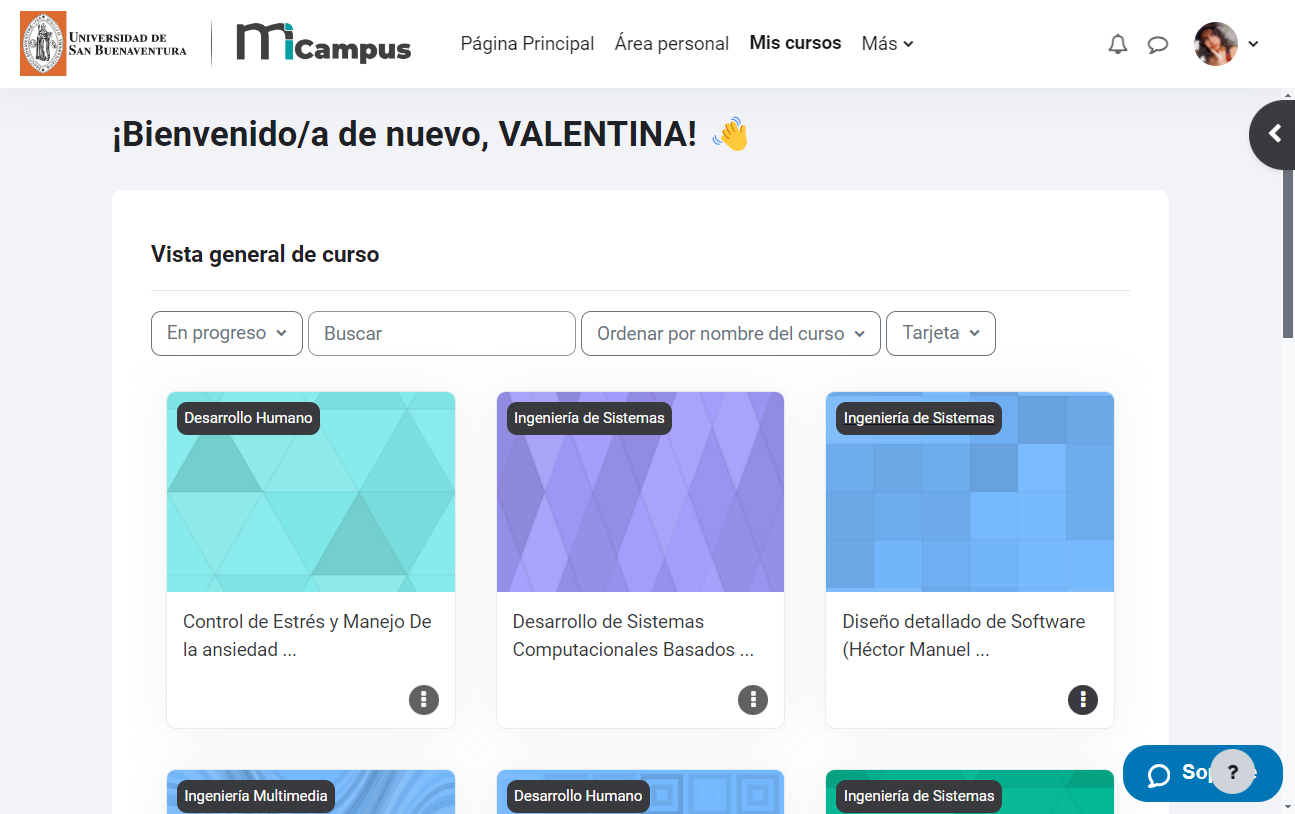 UNIVERSIDAD DE
SAN BUENAVENTURA
miCampus
Página Principal
Área personal
Mis cursos
Más
¡Bienvenido/a de nuevo, VALENTINA! 👋
Vista general de curso
En progreso
Buscar
Ordenar por nombre del curso
Tarjeta
Desarrollo Humano
Control de Estrés y Manejo De
la ansiedad ...
Ingeniería de Sistemas
Desarrollo de Sistemas
Computacionales Basados ...
Ingeniería de Sistemas
Diseño detallado de Software
(Héctor Manuel ...
Ingeniería Multimedia
Desarrollo Humano
Ingeniería de Sistemas
?